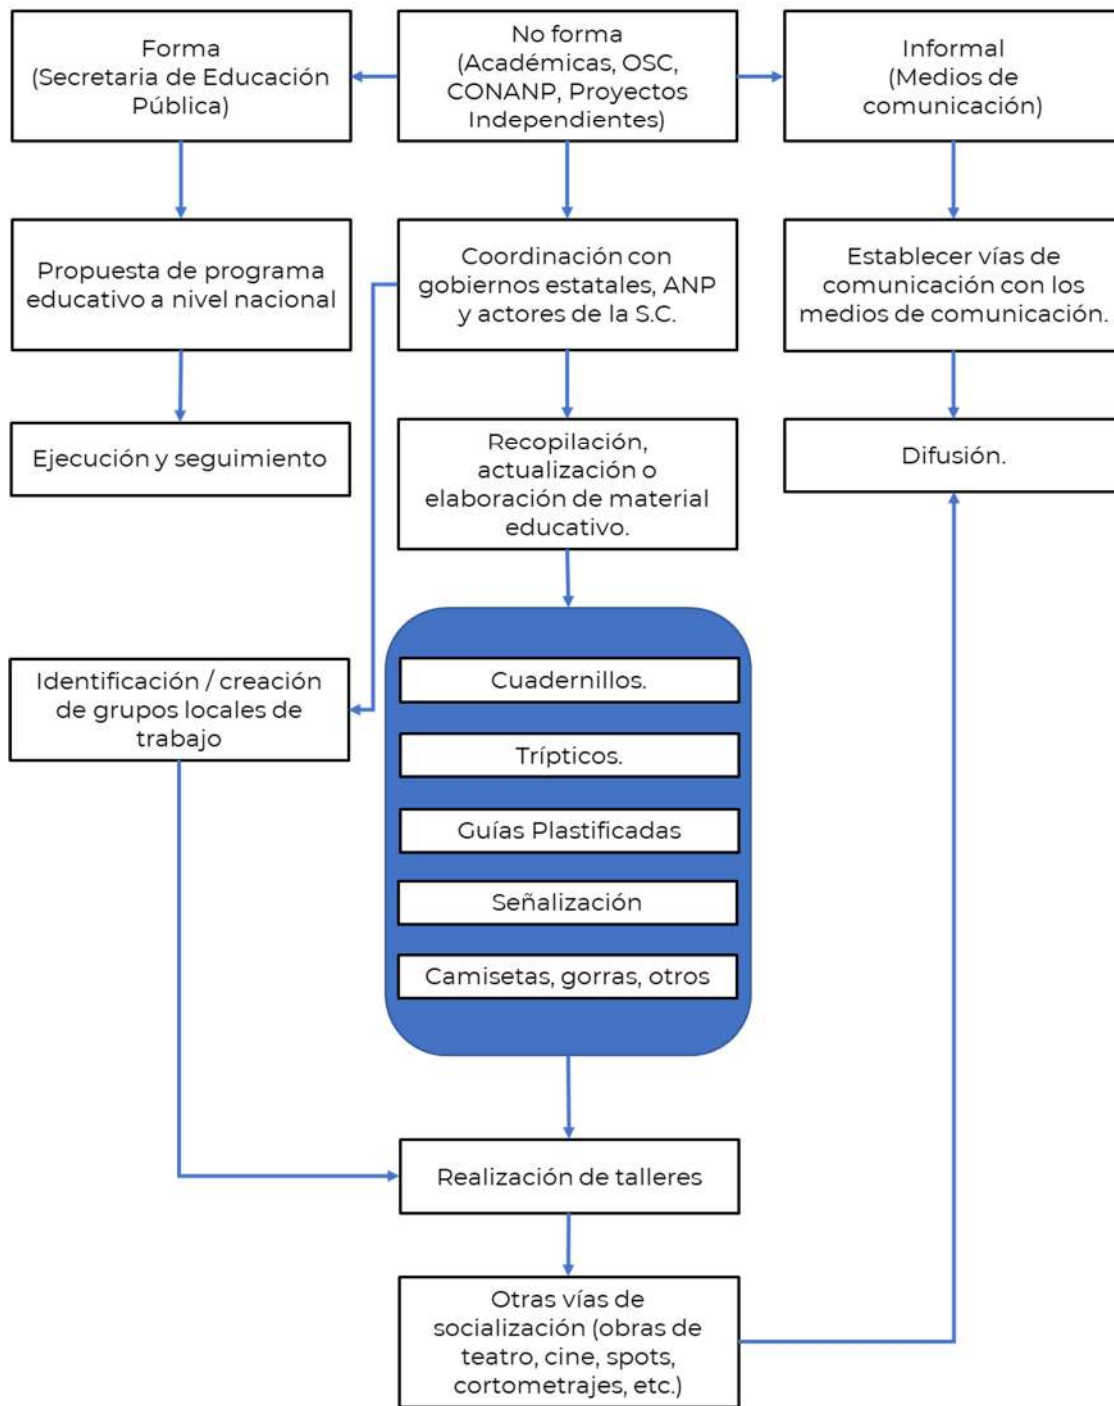 Forma
(Secretaria de Educación
Pública)
No forma
(Académicas, OSC,
CONANP, Proyectos
Independientes)
Informal
(Medios de
comunicación)
Propuesta de programa
educativo a nivel nacional
Coordinación con
gobiernos estatales, ANP
y actores de la S.C.
Establecer vías de
comunicación con los
medios de comunicación.
Ejecución y seguimiento
Recopilación,
actualización o
elaboración de material
educativo.
Difusión.
Identificación / creación
de grupos locales de
trabajo
Cuadernillos.
Trípticos.
Guías Plastificadas
Señalización
Camisetas, gorras, otros
Realización de talleres
Otras vías de
socialización (obras de
teatro, cine, spots,
cortometrajes, etc.)